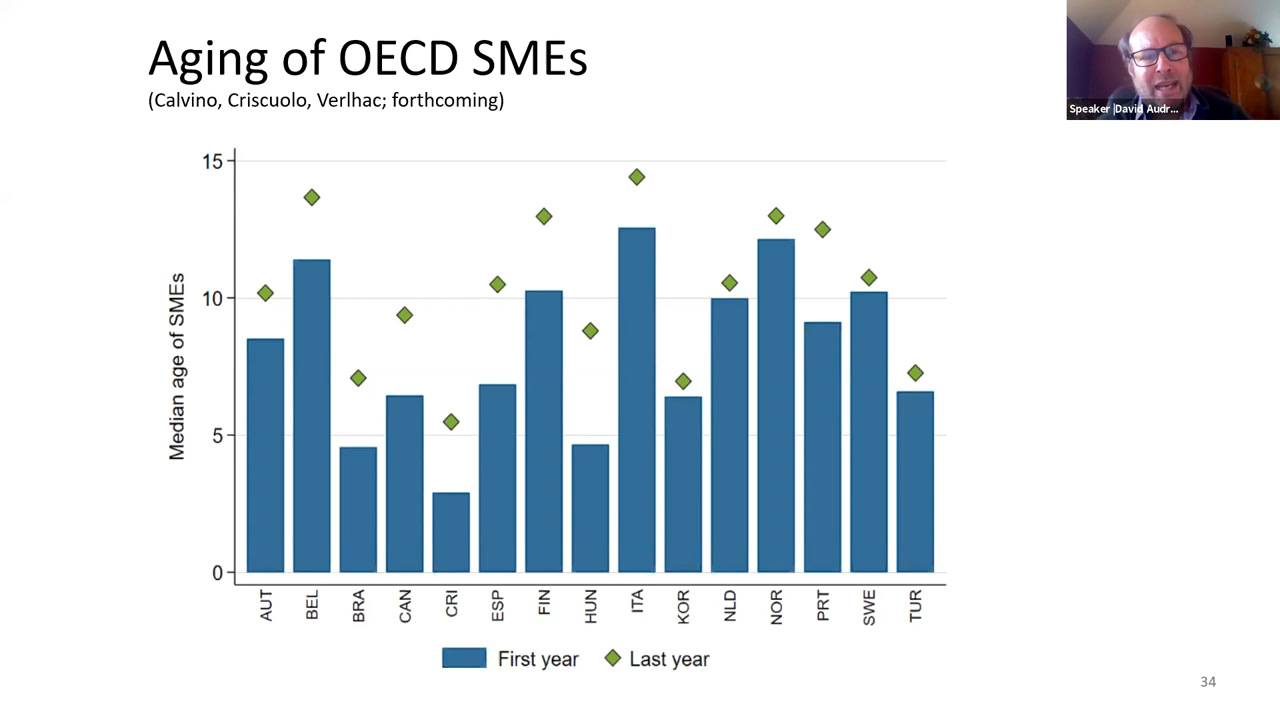 Aging of OECD SMEs
(Calvino, Criscuolo, Verlhac; forthcoming)
Speaker |David Audr...
Median age of SMEs
15
10
5
0
AUT
BEL
BRA
CAN
CRI
ESP
FIN
HUN
ITA
KOR
NLD
NOR
PRT
SWE
TUR
First year
Last year
34